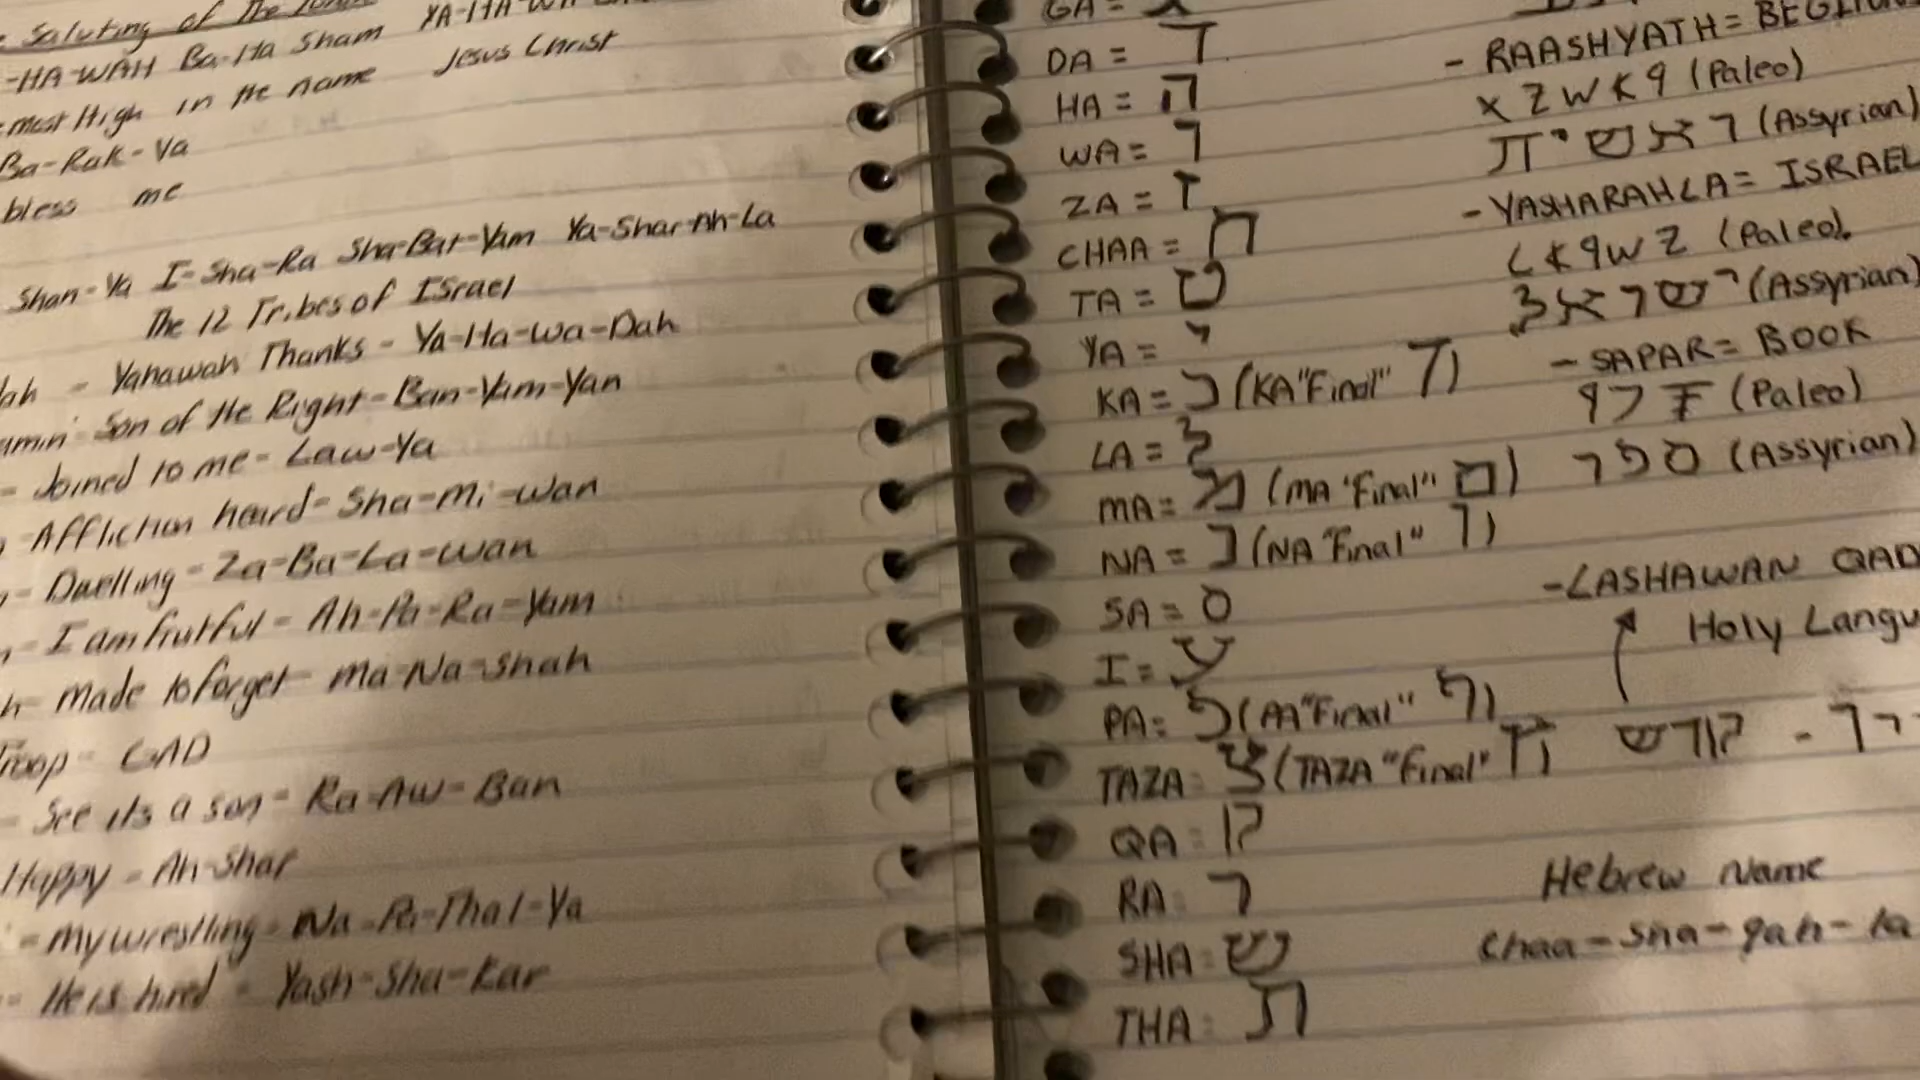 Saluting of The
-HA-WAH Ba-Ha Sham YA-HA-WA
most High in the name Jesus Christ
Ba-Rak-Ya
bless me
Shan-Ya I-Sha-Ra Sha-Bat-Yam Ya-Shar-Ah-La
The 12 Tribes of ISrael
- Yahawah Thanks - Ya-Ha-Wa-Dah
Son of the Right - Ban-Yam-Yan
- Joined to me - Law-Ya
- Affliction heard - Sha-Mi-wan
- Dwelling - Za-Ba-La-wan
- I am fruitful - Ah-Pa-Ra-Yam
- made to forget - Ma-Na-Shah
Troop - GAD
- See its a son - Ra-Aw-Ban
Happy - Ah-Shar
- my wrestling - Na-Pa-Thal-Ya
- He is hired - Yash-Sha-Kar
GA = ג
DA = ד
HA = ה
WA = ו
ZA = ז
CHAA = ח
TA = ט
YA = י
KA = כ (KA "Final" ך)
LA = ל
MA = מ (MA "Final" ם)
NA = נ (NA "Final" ן)
SA = ס
I = ע
PA = פ (PA "Final" ף)
TAZA = צ (TAZA "Final" ץ)
QA = ק
RA = ר
SHA = ש
THA = ת
- RAASHYATH =
X Z W K 9 (Paleo)
ת י ש א ר (Assyrian)
- YASHARAHLA = ISRAEL
L K 9 W Z (Paleo).
ל א ר ש י (Assyrian)
- SAPAR = BOOK
(Paleo)
ר פ ס (Assyrian)
- LASHAWAN QAD
Holy
Hebrew Name
Chaa-Sha-qah-la